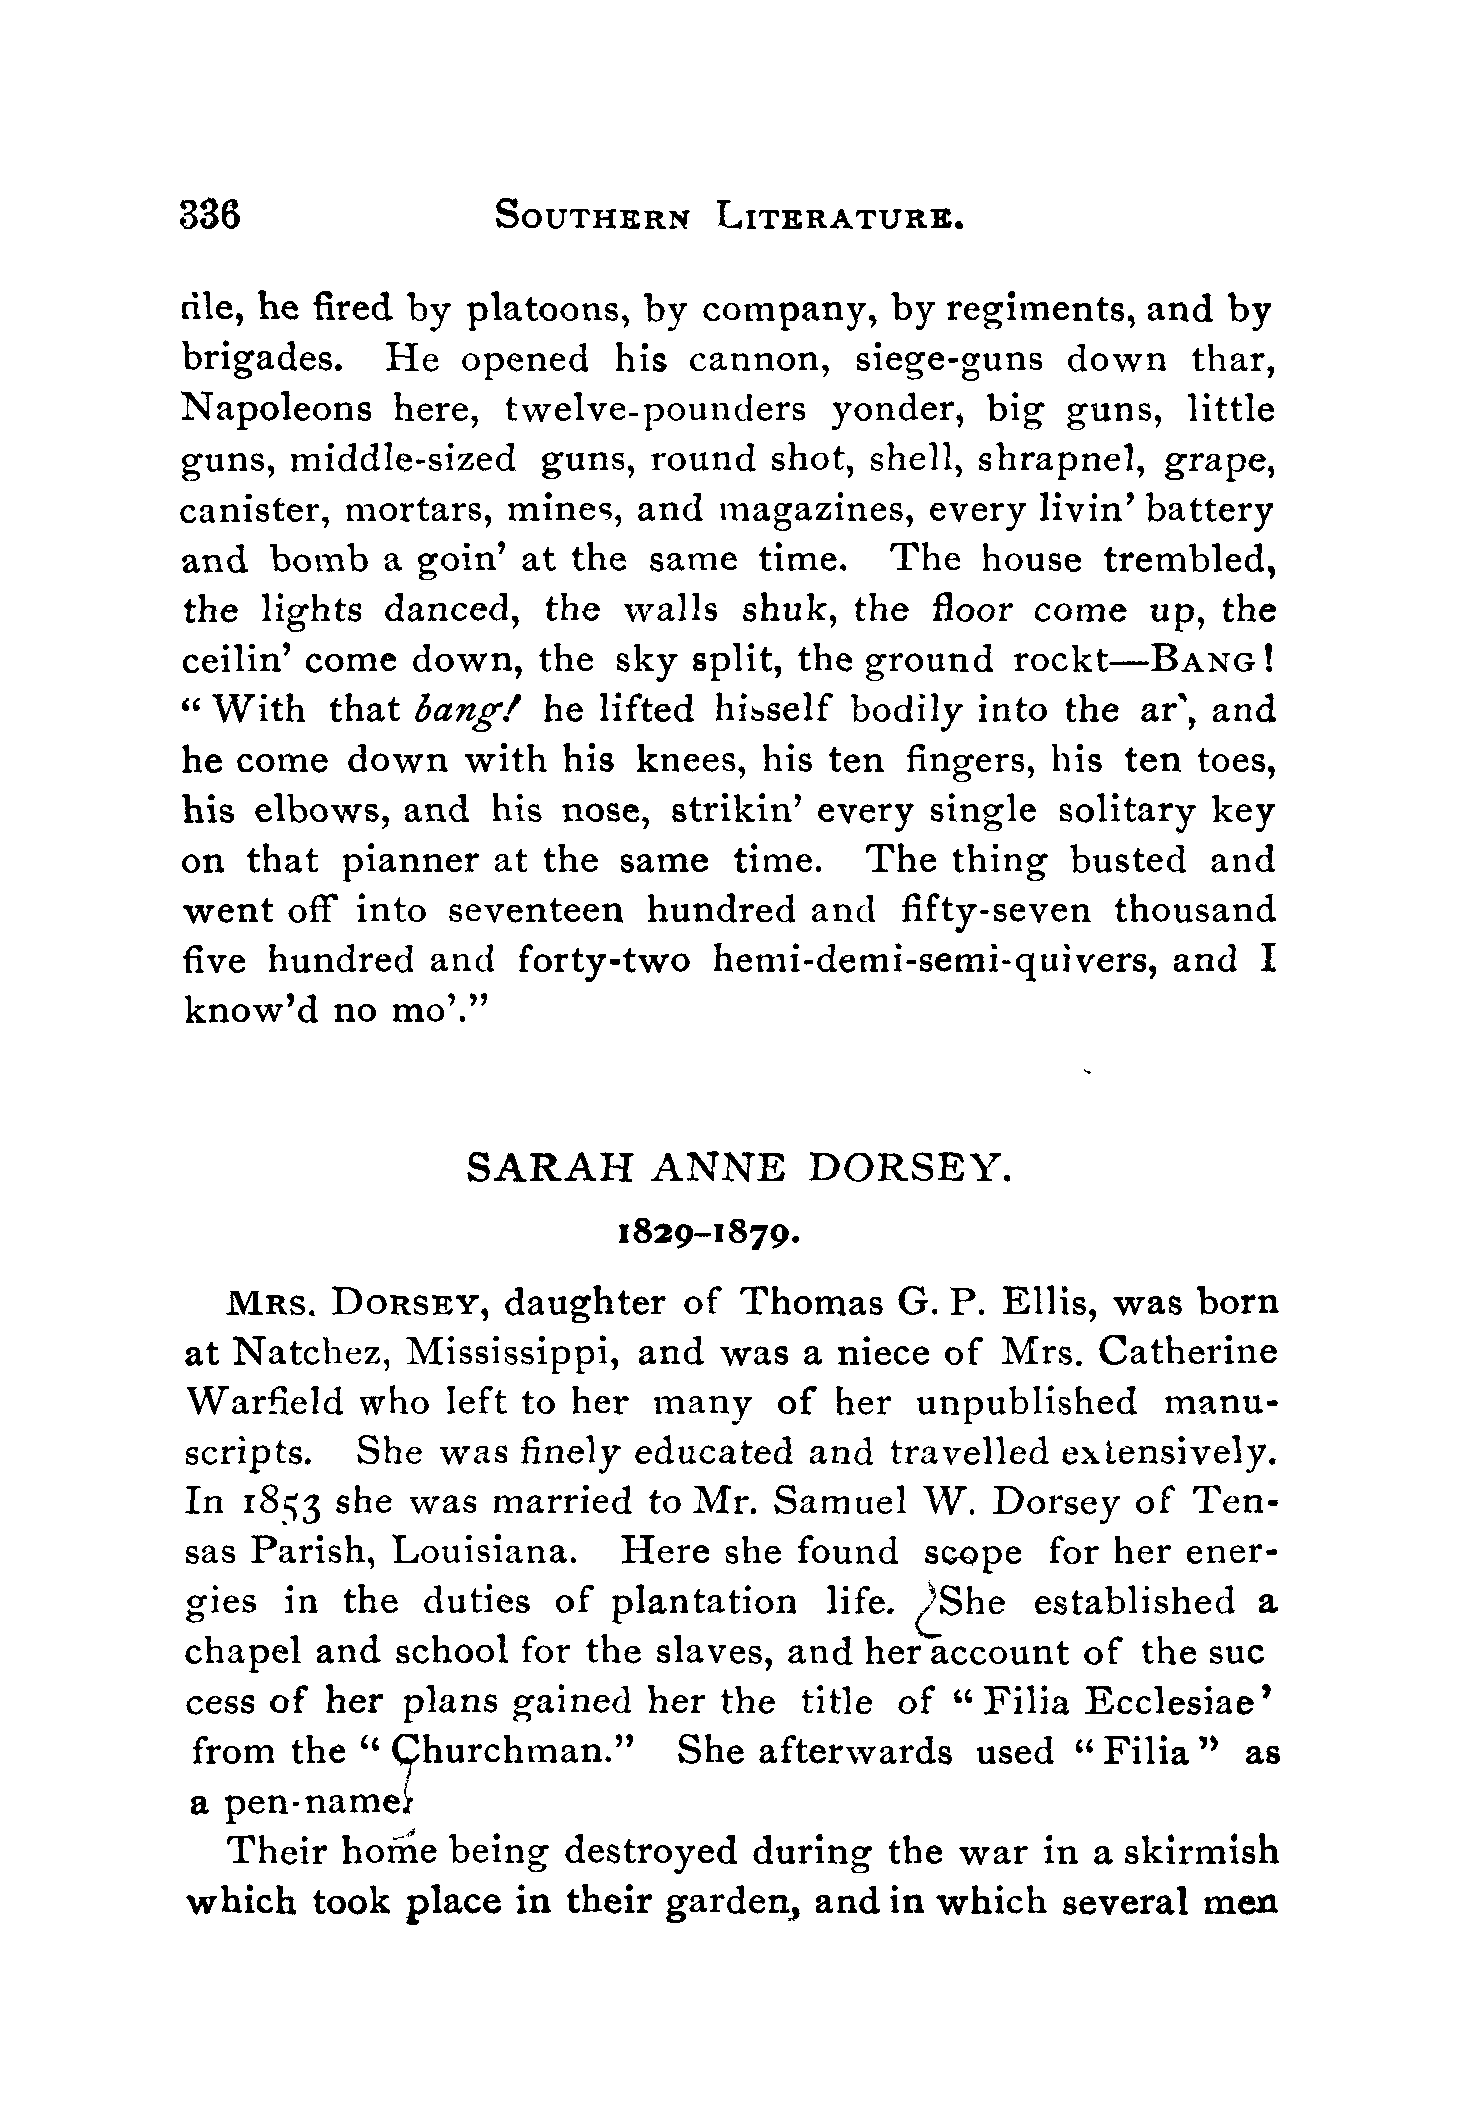 336 SOUTHERN LITERATURE.
file, he fired by platoons, by company, by regiments, and by
brigades. He opened his cannon, siege-guns down thar,
Napoleons here, twelve-pounders yonder, big guns, little
guns, middle-sized guns, round shot, shell, shrapnel, grape,
canister, mortars, mines, and magazines, every livin' battery
and bomb a goin' at the same time. The house trembled,
the lights danced, the walls shuk, the floor come up, the
ceilin' come down, the sky split, the ground rockt—BANG!
"With that bang! he lifted hisself bodily into the ar', and
he come down with his knees, his ten fingers, his ten toes,
his elbows, and his nose, strikin' every single solitary key
on that pianner at the same time. The thing busted and
went off into seventeen hundred and fifty-seven thousand
five hundred and forty-two hemi-demi-semi-quivers, and I
know'd no mo'."
SARAH ANNE DORSEY.
1829-1879.
MRS. DORSEY, daughter of Thomas G. P. Ellis, was born
at Natchez, Mississippi, and was a niece of Mrs. Catherine
Warfield who left to her many of her unpublished manu-
scripts. She was finely educated and travelled extensively.
In 1853 she was married to Mr. Samuel W. Dorsey of Ten-
sas Parish, Louisiana. Here she found scope for her ener-
gies in the duties of plantation life. She established a
chapel and school for the slaves, and her account of the suc
cess of her plans gained her the title of "Filia Ecclesiae'
from the "Churchman." She afterwards used "Filia" as
a pen-name.
Their home being destroyed during the war in a skirmish
which took place in their garden, and in which several men